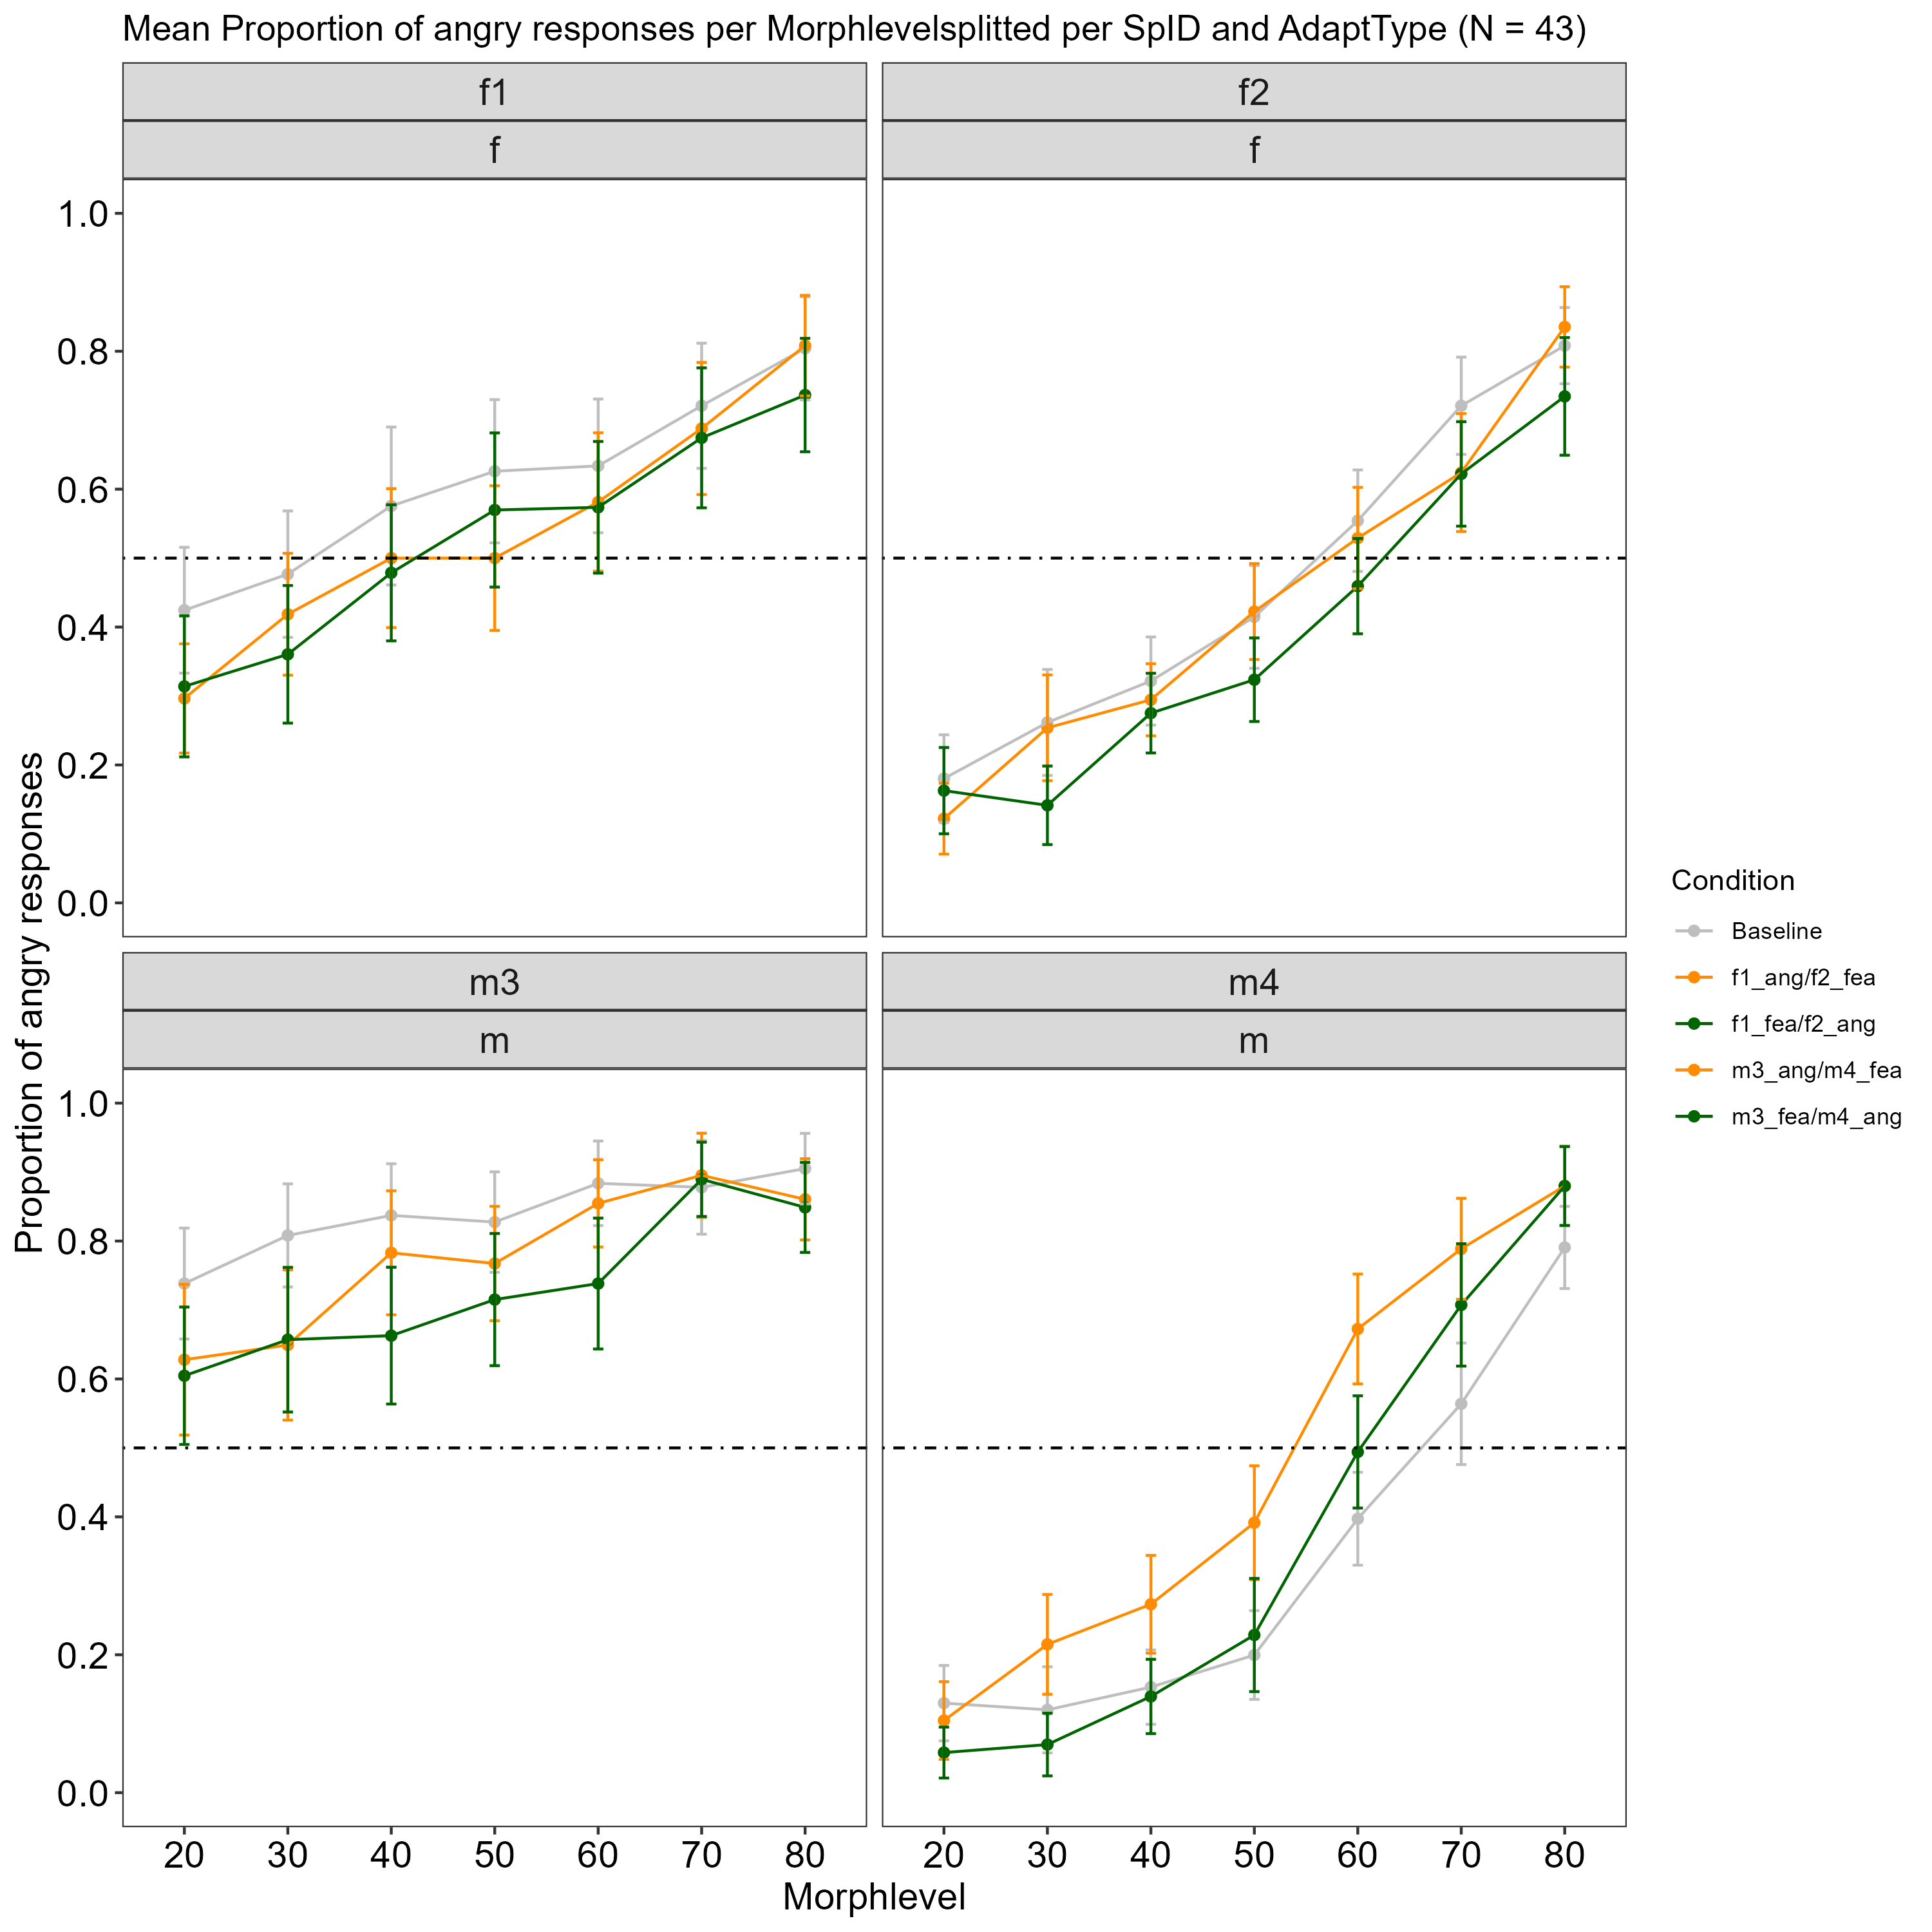 Mean Proportion of angry responses per Morphlevelsplitted per SpID and AdaptType (N = 43)
f1
f
f2
f
1.0
0.8
0.6
0.4
0.2
0.0
m3
m
m4
m
1.0
0.8
0.6
0.4
0.2
0.0
20 30 40 50 60 70 80
20 30 40 50 60 70 80
Morphlevel
Proportion of angry responses
Condition
Baseline
f1_ang/f2_fea
f1_fea/f2_ang
m3_ang/m4_fea
m3_fea/m4_ang